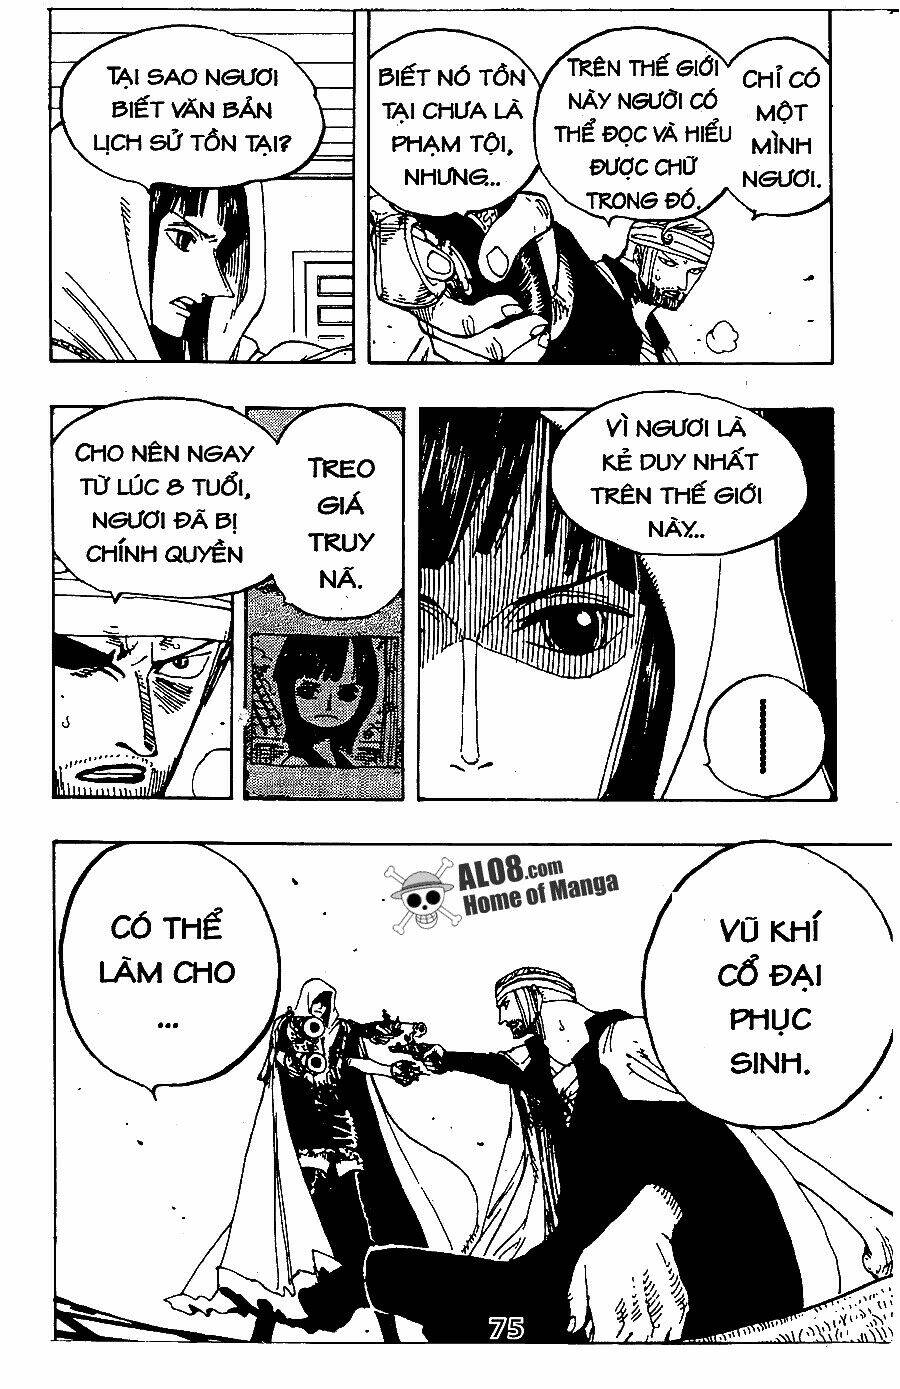 TẠI SAO NGƯƠI
BIẾT VĂN BẢN
LỊCH SỬ TỒN TẠI?
BIẾT NÓ TỒN
TẠI CHƯA LÀ
PHẠM TỘI,
NHƯNG...
TRÊN THẾ GIỚI
NÀY NGƯỜI CÓ
THỂ ĐỌC VÀ HIỂU
ĐƯỢC CHỮ
TRONG ĐÓ,
CHỈ CÓ
MỘT
MÌNH
NGƯƠI.
CHO NÊN NGAY
TỪ LÚC 8 TUỔI,
NGƯƠI ĐÃ BỊ
CHÍNH QUYỀN
TREO
GIÁ
TRUY
NÃ.
VÌ NGƯƠI LÀ
KẺ DUY NHẤT
TRÊN THẾ GIỚI
NÀY...
CÓ THỂ
LÀM CHO
...
ALO8.com
Home of Manga
VŨ KHÍ
CỔ ĐẠI
PHỤC
SINH.
75